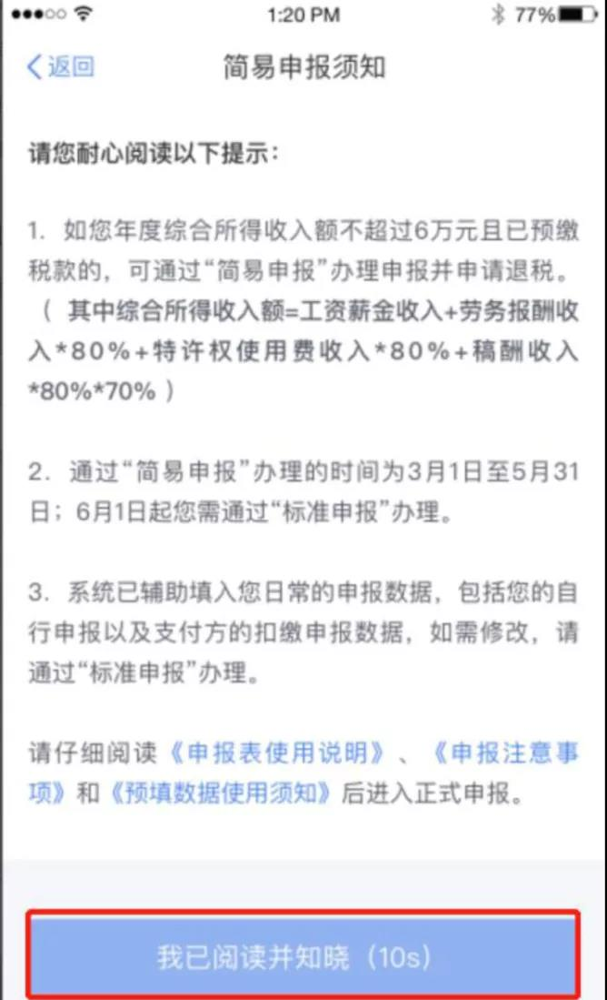 1:20 PM
77%
返回
简易申报须知
请您耐心阅读以下提示：
1. 如您年度综合所得收入额不超过6万元且已预缴
税款的，可通过“简易申报”办理申报并申请退税。
（ 其中综合所得收入额=工资薪金收入+劳务报酬收
入*80%+特许权使用费收入*80%+稿酬收入
*80%*70% ）
2. 通过“简易申报”办理的时间为3月1日至5月31
日；6月1日起您需通过“标准申报”办理。
3. 系统已辅助填入您日常的申报数据，包括您的自
行申报以及支付方的扣缴申报数据，如需修改，请
通过“标准申报”办理。
请仔细阅读《申报表使用说明》、《申报注意事
项》和《预填数据使用须知》后进入正式申报。
我已阅读并知晓（10s）